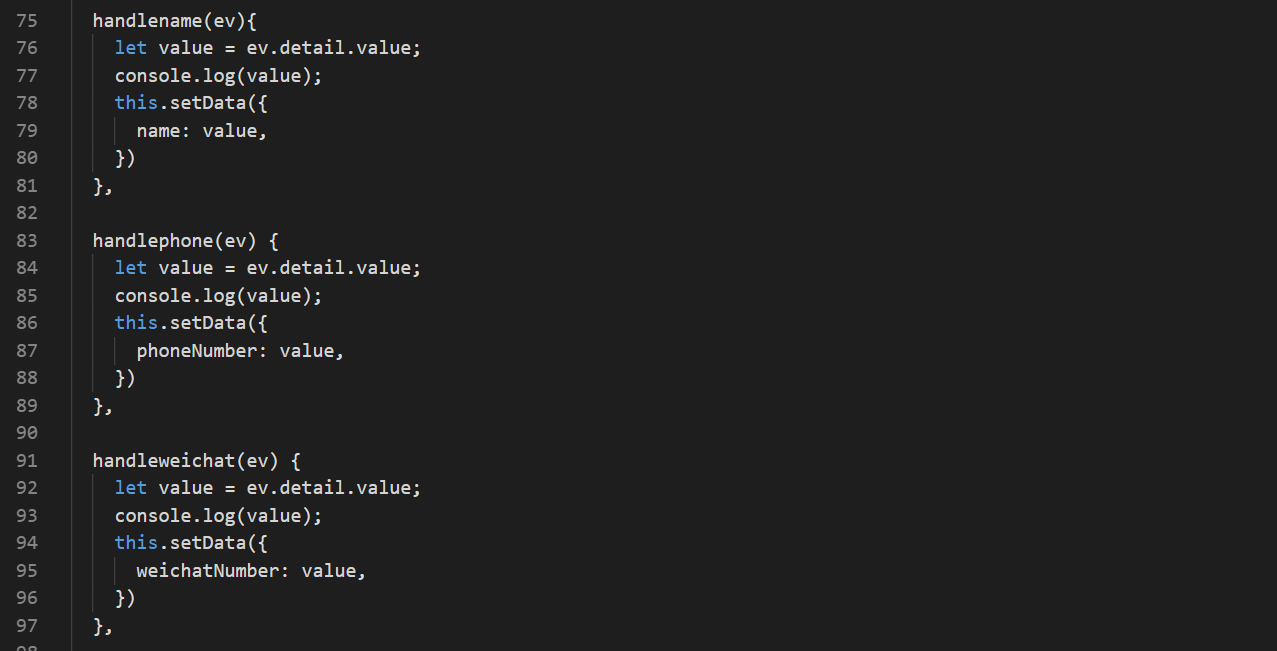 75 handlename(ev){
76 let value = ev.detail.value;
77 console.log(value);
78 this.setData({
79 name: value,
80 })
81 },
82
83 handlephone(ev) {
84 let value = ev.detail.value;
85 console.log(value);
86 this.setData({
87 phoneNumber: value,
88 })
89 },
90
91 handleweichat(ev) {
92 let value = ev.detail.value;
93 console.log(value);
94 this.setData({
95 weichatNumber: value,
96 })
97 },